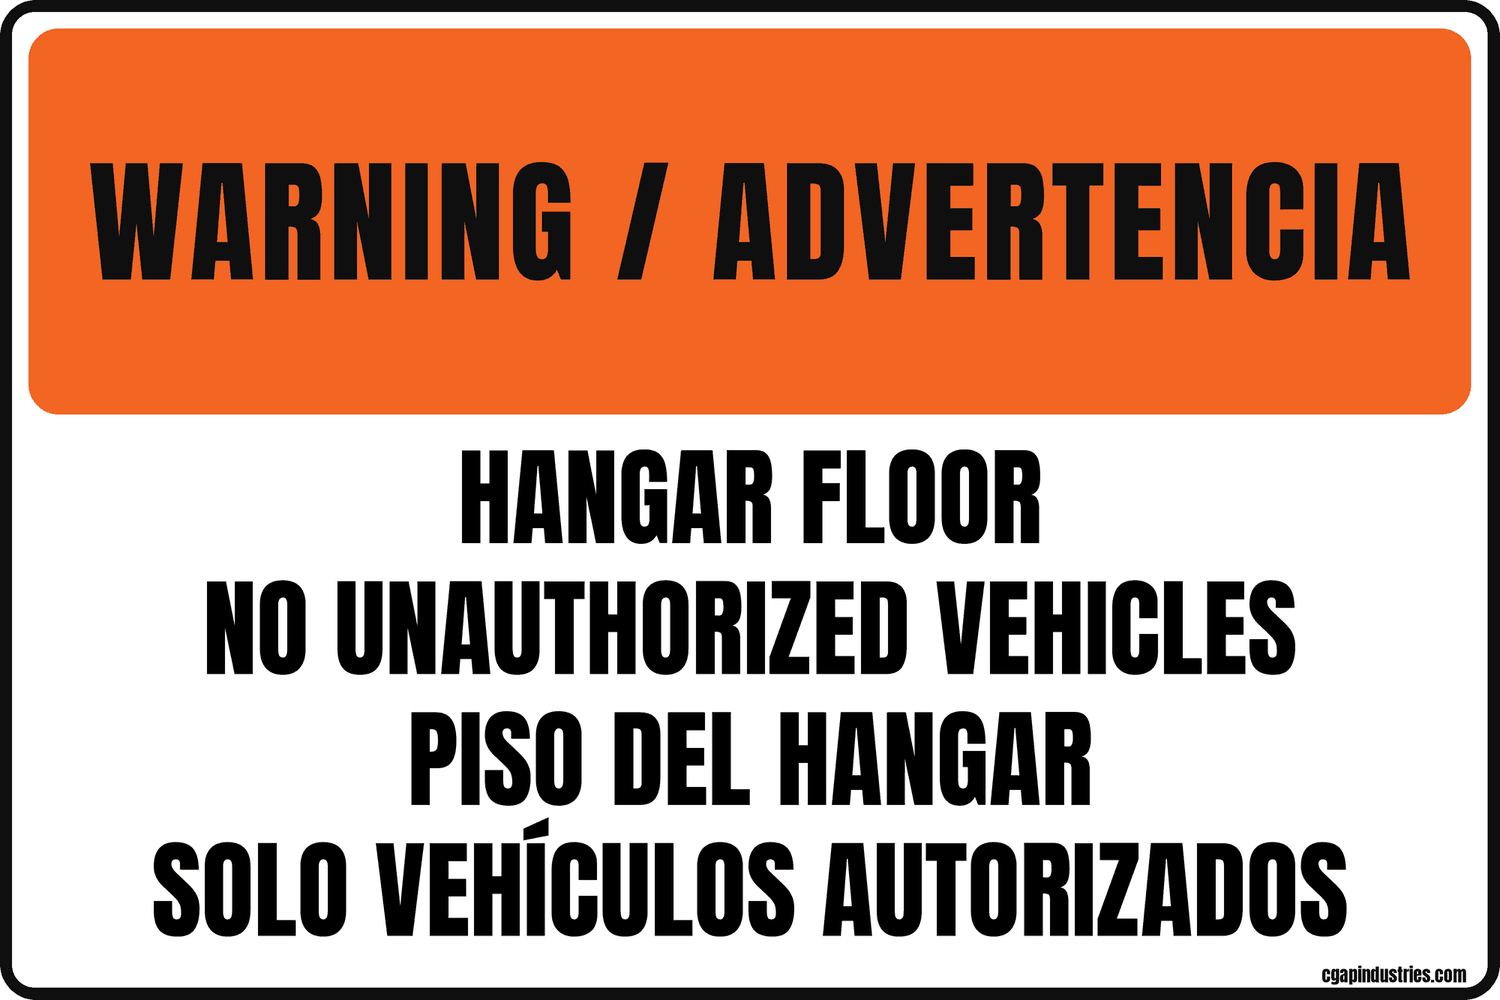 WARNING / ADVERTENCIA
HANGAR FLOOR
NO UNAUTHORIZED VEHICLES
PISO DEL HANGAR
SOLO VEHÍCULOS AUTORIZADOS
cgapindustries.com